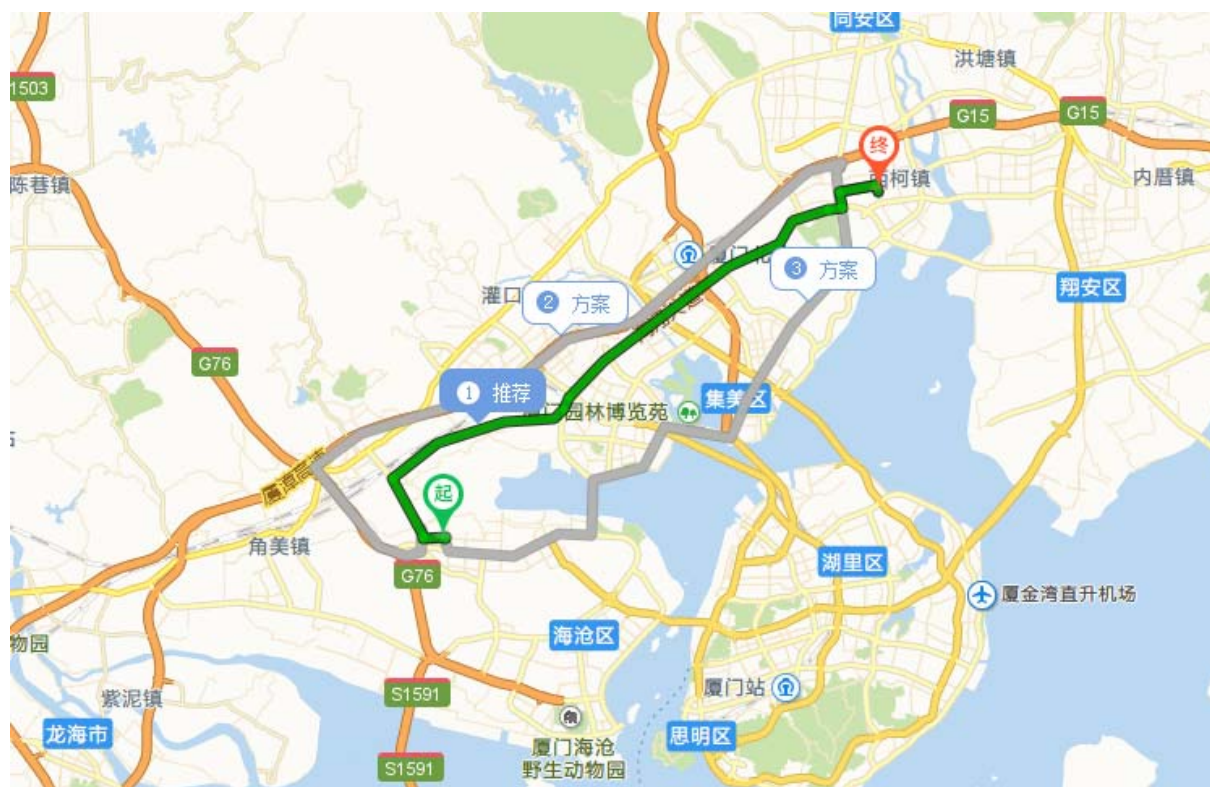 同安区
洪塘镇
1503
G15
G15
终
西柯镇
陈巷镇
内厝镇
厦门北
3 方案
翔安区
灌口
2 方案
G76
1 推荐
门园林博览苑
集美区
厦漳高速
起
角美镇
湖里区
G76
厦金湾直升机场
物园
海沧区
紫泥镇
S1591
厦门站
龙海市
思明区
厦门海沧
野生动物园
S1591